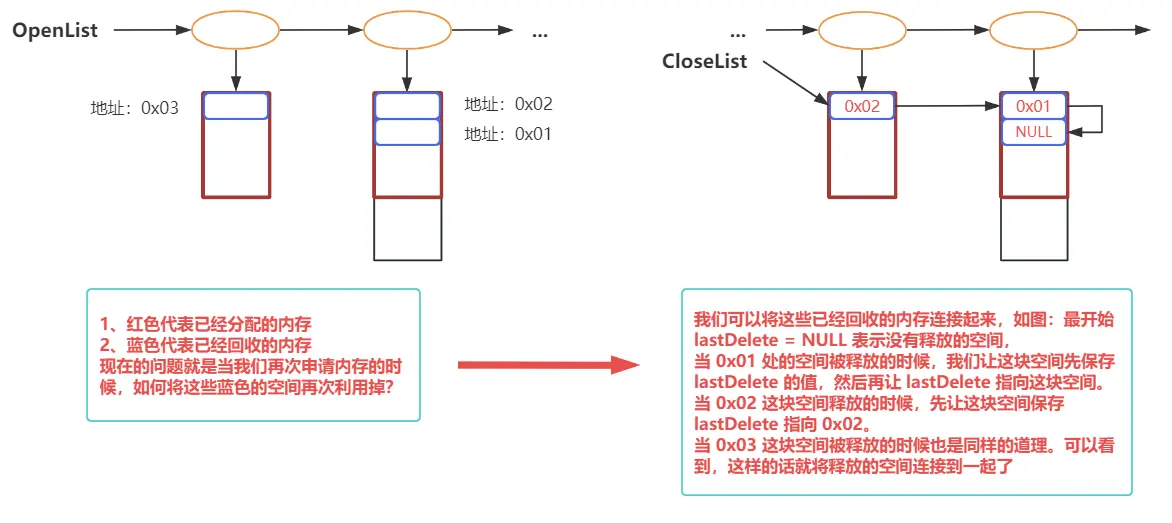 OpenList
...
地址：0x03
地址：0x02
地址：0x01
1、红色代表已经分配的内存
2、蓝色代表已经回收的内存
现在的问题就是当我们再次申请内存的时
候，如何将这些蓝色的空间再次利用掉？
...
CloseList
0x02
0x01
NULL
我们可以将这些已经回收的内存连接起来，如图：最开始
lastDelete = NULL 表示没有释放的空间，
当 0x01 处的空间被释放的时候，我们让这块空间先保存
lastDelete 的值，然后再让 lastDelete 指向这块空间。
当 0x02 这块空间释放的时候，先让这块空间保存
lastDelete 指向 0x02。
当 0x03 这块空间被释放的时候也是同样的道理。可以看
到，这样的话就将释放的空间连接到一起了